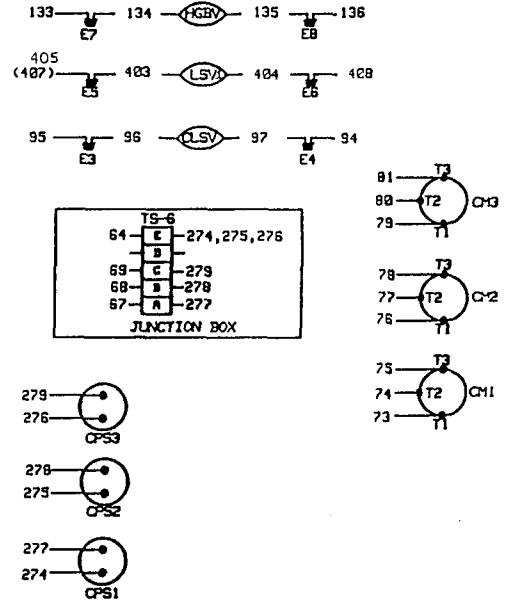 133 134 HGBV 135 136
E7 E8
405
(407) 403 LSV 404 408
E5 E6
95 96 CLSV 97 94
E3 E4
TS-6
64 E 274,275,276
D
69 C 279
68 B 278
67 A 277
JUNCTION BOX
T3
81
80 T2 CM3
79
T1
T3
78
77 T2 CM2
76
T1
T3
75
74 T2 CM1
73
T1
279
276
CPS3
278
275
CPS2
277
274
CPS1